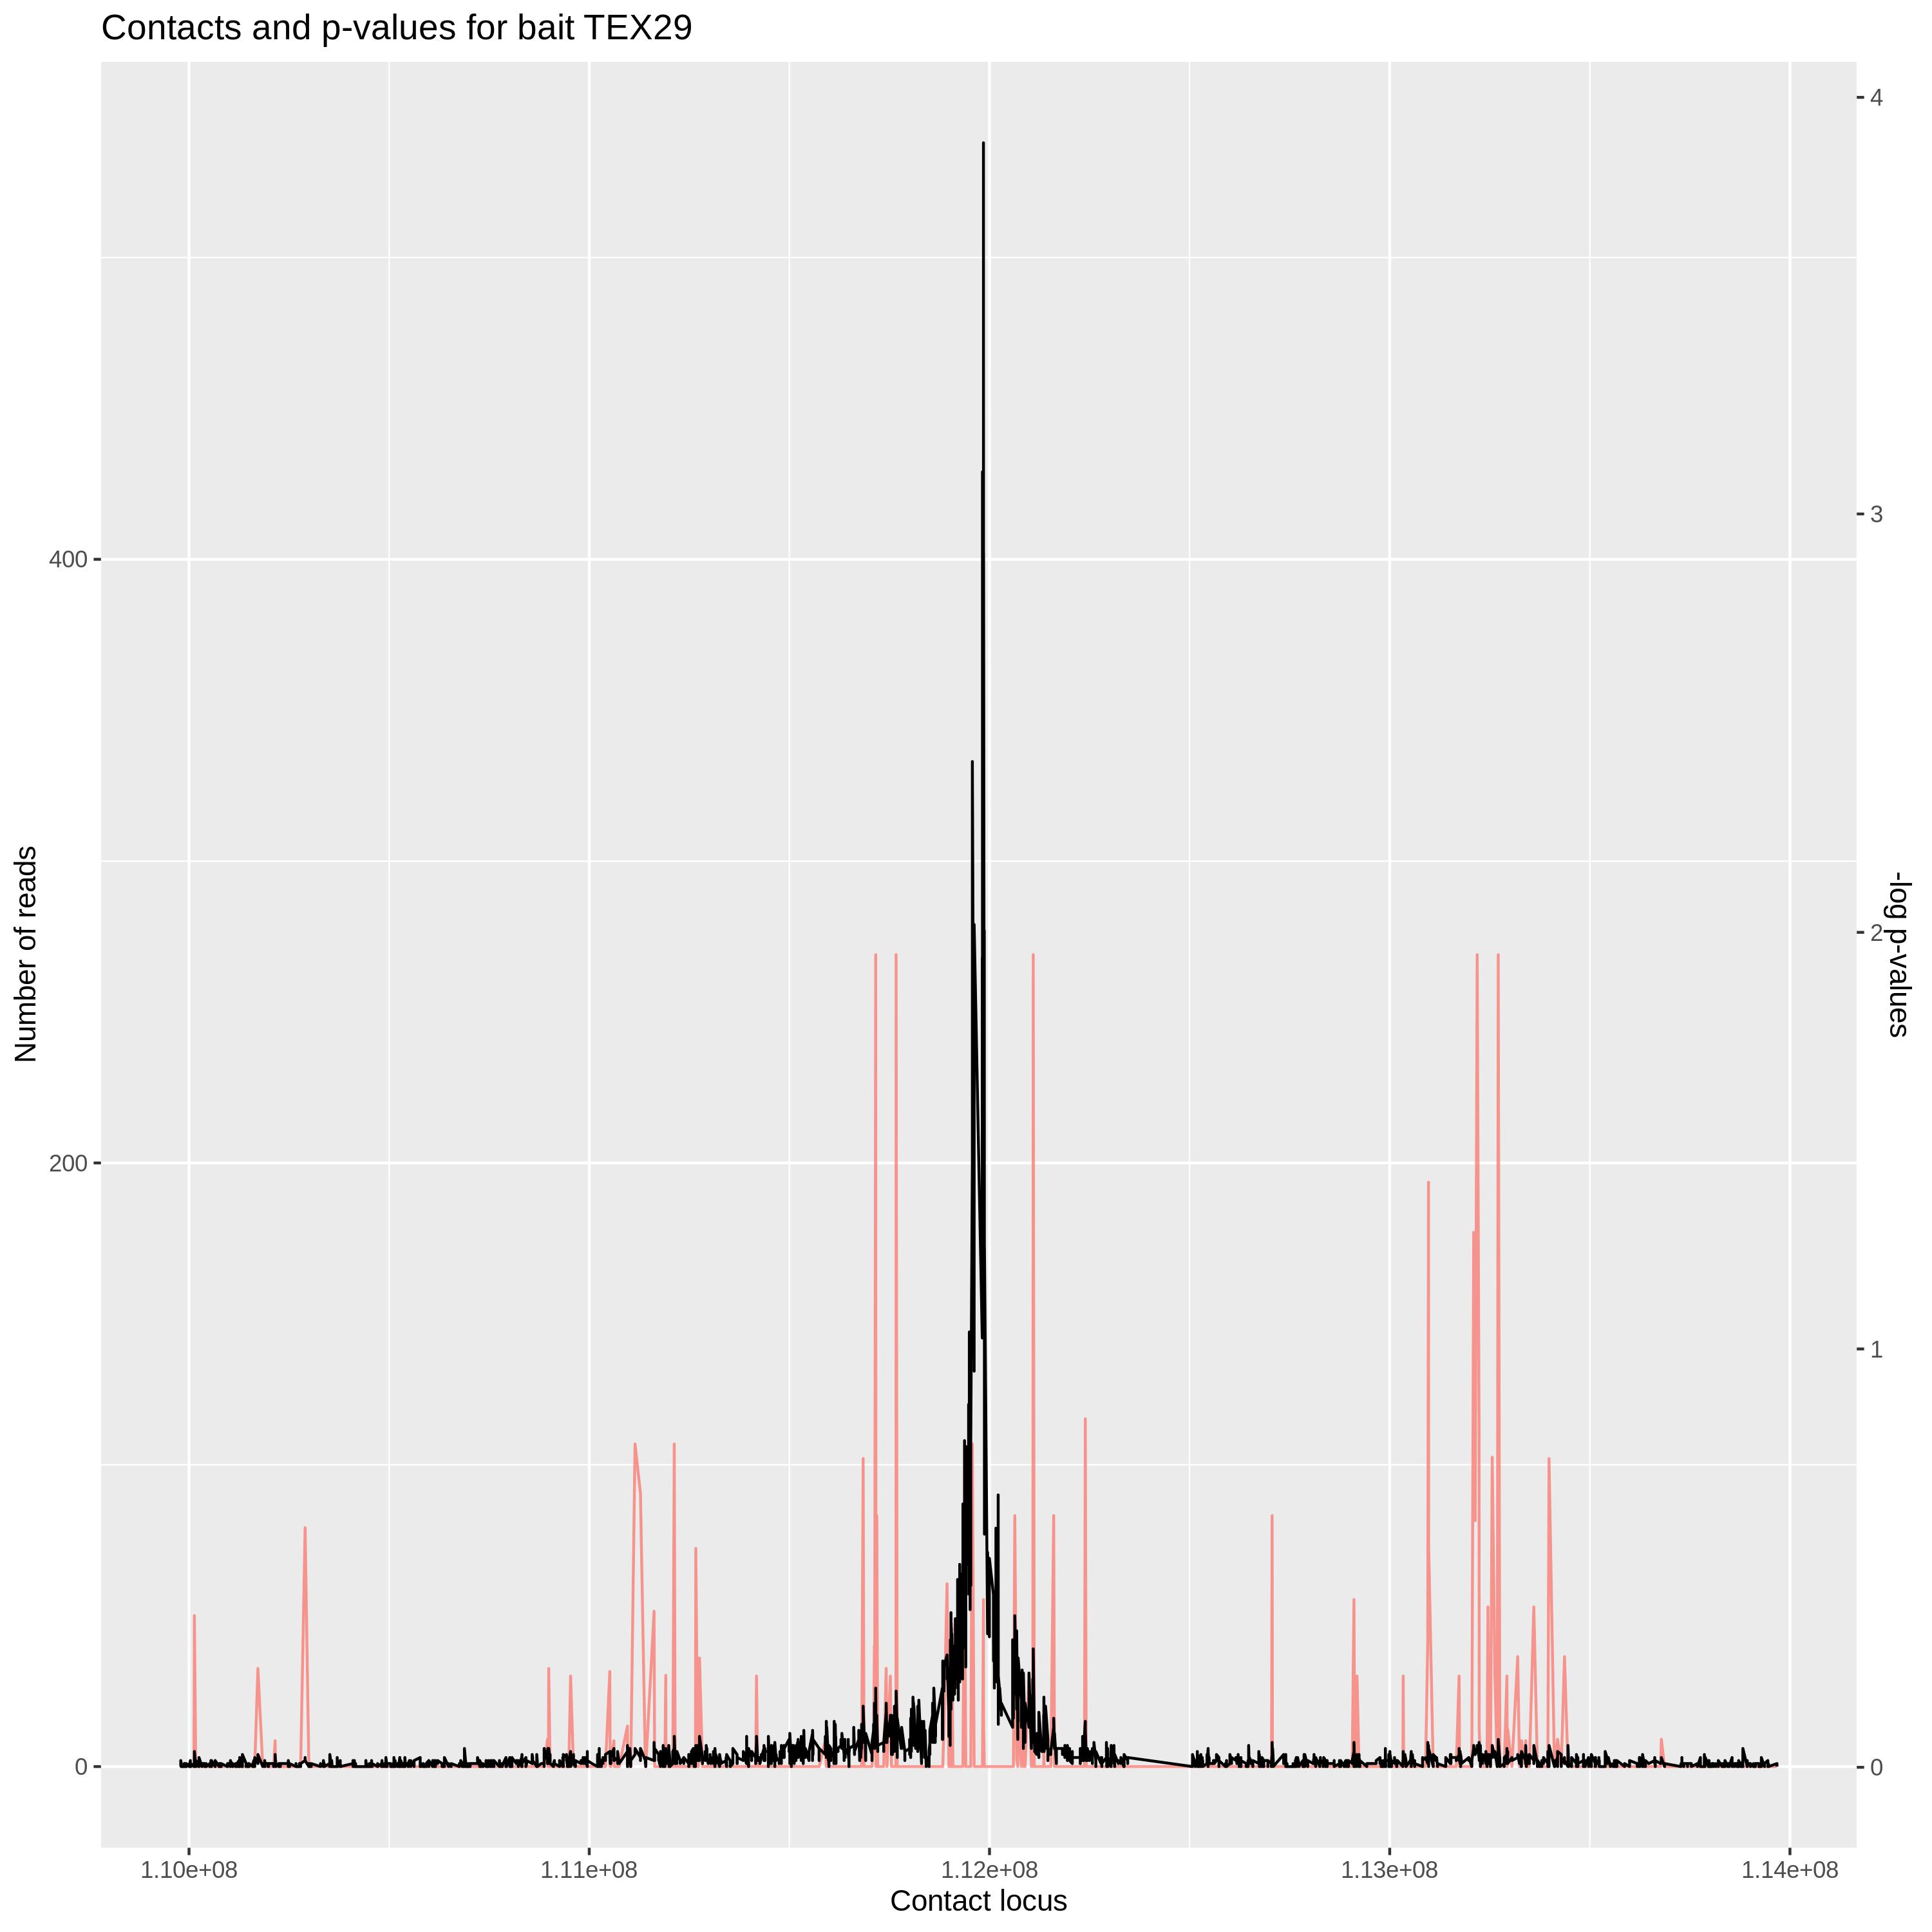 Contacts and p-values for bait TEX29
4
3
400
Number of reads
-log p-values
2
200
1
0
0
1.10e+08
1.11e+08
1.12e+08
1.13e+08
1.14e+08
Contact locus